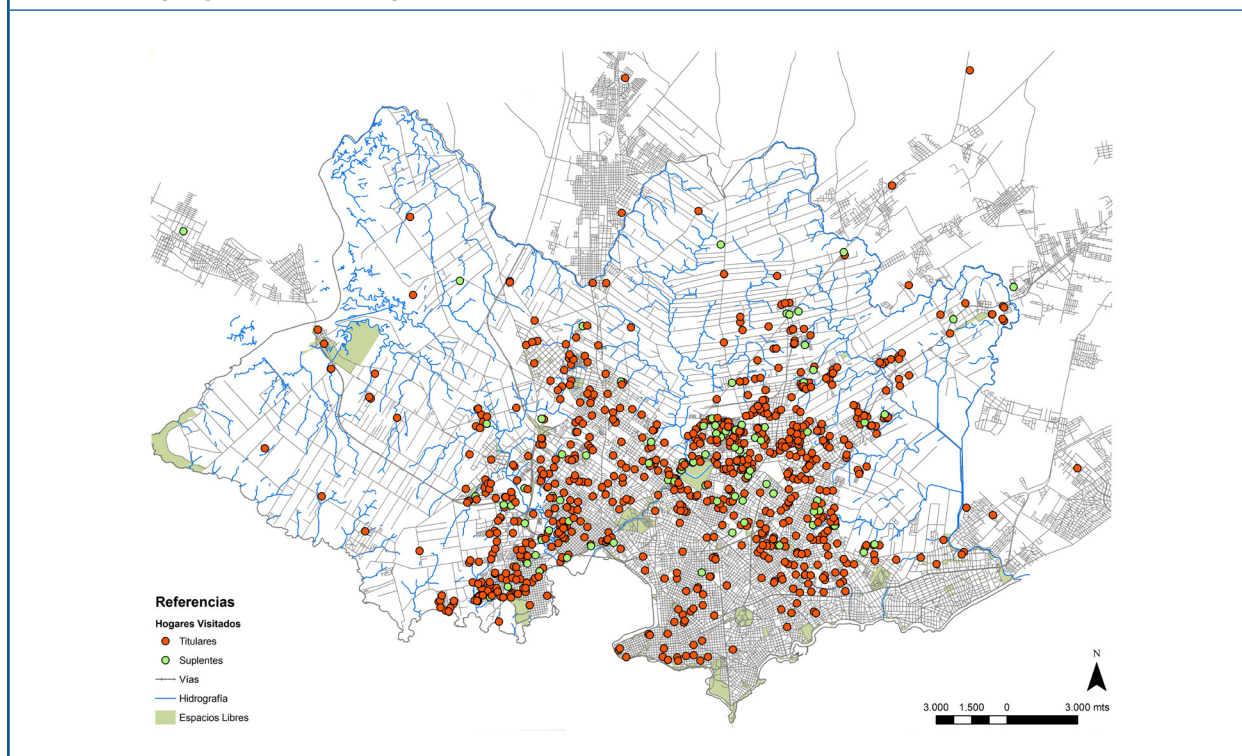 Referencias
Hogares Visitados
Titulares
Suplentes
Vías
Hidrografía
Espacios Libres
N
3.000 1.500 0 3.000 mts